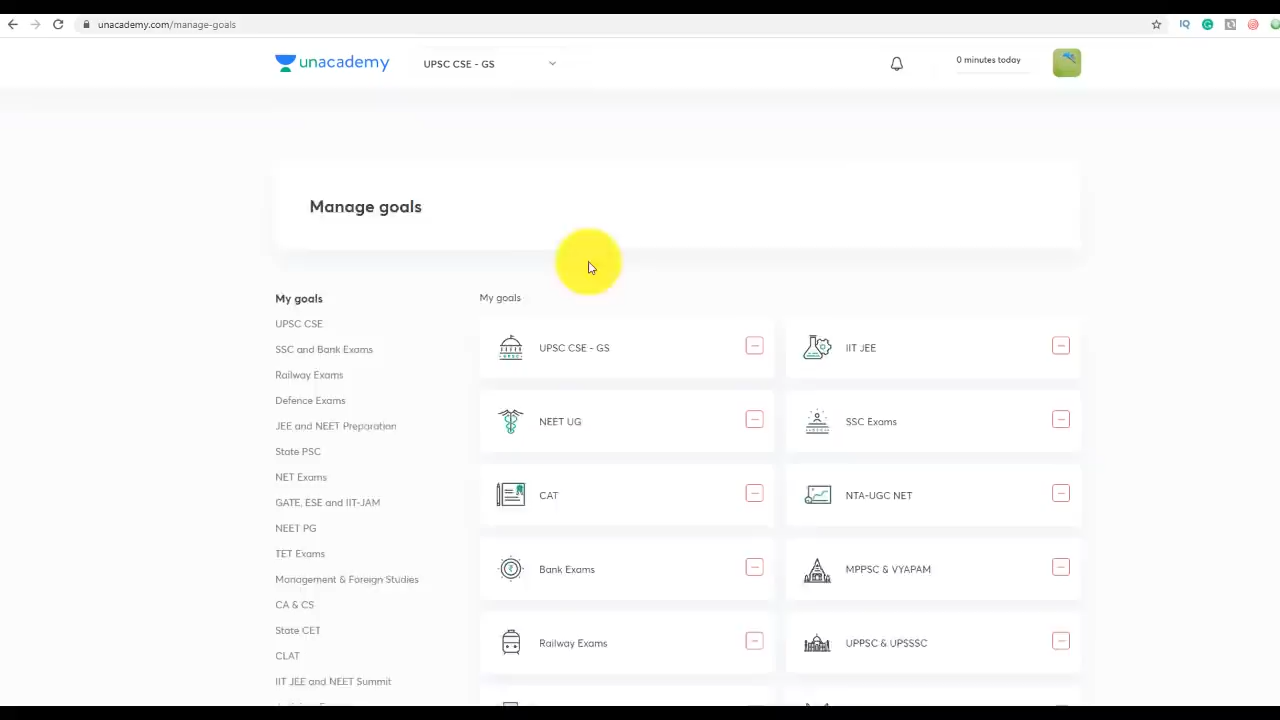 unacademy.com/manage-goals
IQ
unacademy
UPSC CSE - GS
0 minutes today
Manage goals
My goals
UPSC CSE
SSC and Bank Exams
Railway Exams
Defence Exams
JEE and NEET Preparation
State PSC
NET Exams
GATE, ESE and IIT-JAM
NEET PG
TET Exams
Management & Foreign Studies
CA & CS
State CET
CLAT
IIT JEE and NEET Summit
My goals
UPSC CSE - GS
IIT JEE
NEET UG
SSC Exams
CAT
NTA-UGC NET
Bank Exams
MPPSC & VYAPAM
Railway Exams
UPPSC & UPSSSC